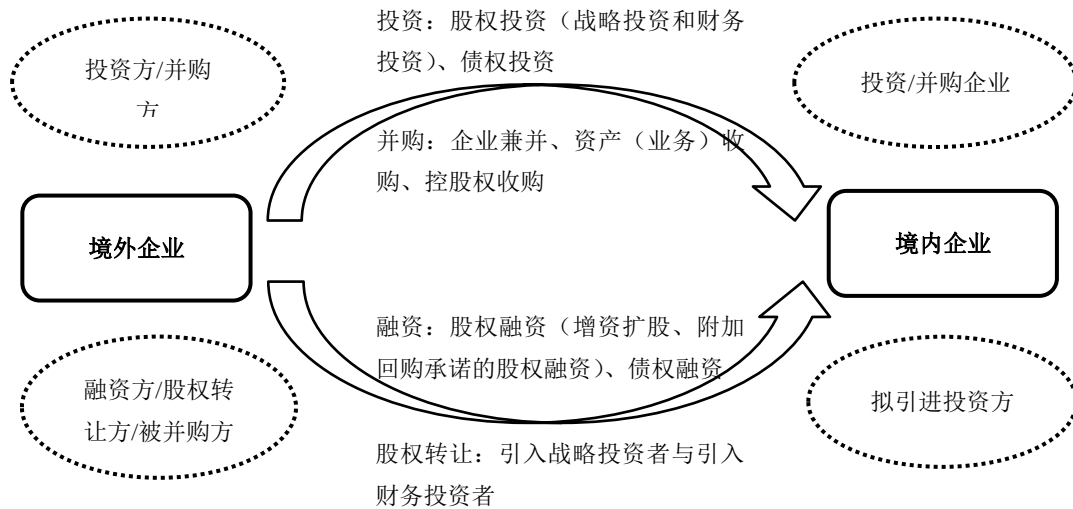 投资：股权投资（战略投资和财务
投资）、债权投资
投资方/并购
方
投资/并购企业
并购：企业兼并、资产（业务）收
购、控股权收购
境外企业
境内企业
融资：股权融资（增资扩股、附加
回购承诺的股权融资）、债权融资
融资方/股权转
让方/被并购方
拟引进投资方
股权转让：引入战略投资者与引入
财务投资者